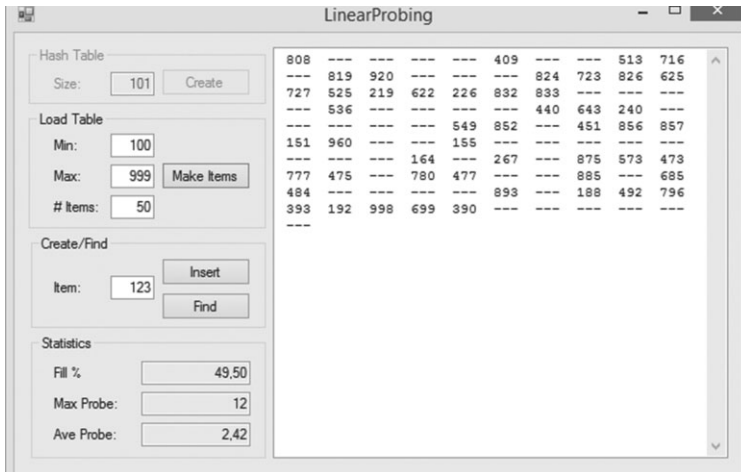 LinearProbing
Hash Table
Size: 101 Create
Load Table
Min: 100
Max: 999 Make Items
# Items: 50
Create/Find
Item: 123 Insert
Find
Statistics
Fill % 49,50
Max Probe: 12
Ave Probe: 2,42
808 --- --- --- --- 409 --- --- 513 716
--- 819 920 --- --- --- 824 723 826 625
727 525 219 622 226 832 833 --- --- ---
--- 536 --- --- --- --- 440 643 240 ---
--- --- --- --- 549 852 --- 451 856 857
151 960 --- --- 155 --- --- --- --- ---
--- --- --- 164 --- 267 --- 875 573 473
777 475 --- 780 477 --- --- 885 --- 685
484 --- --- --- --- 893 --- 188 492 796
393 192 998 699 390 --- --- --- --- ---
---